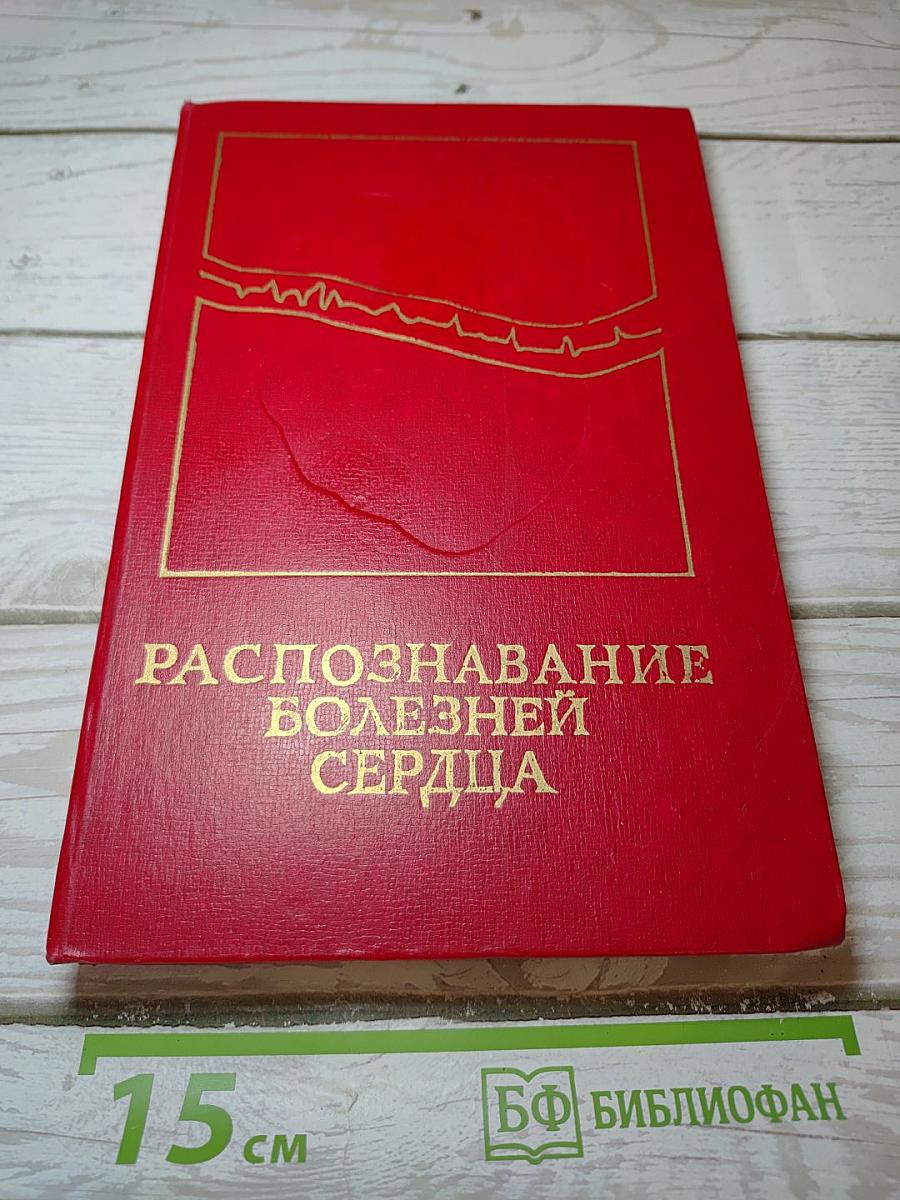 РАСПОЗНАВАНИЕ
БОЛЕЗНЕЙ
СЕРДЦА
15 см
БФ БИБЛИОФАН